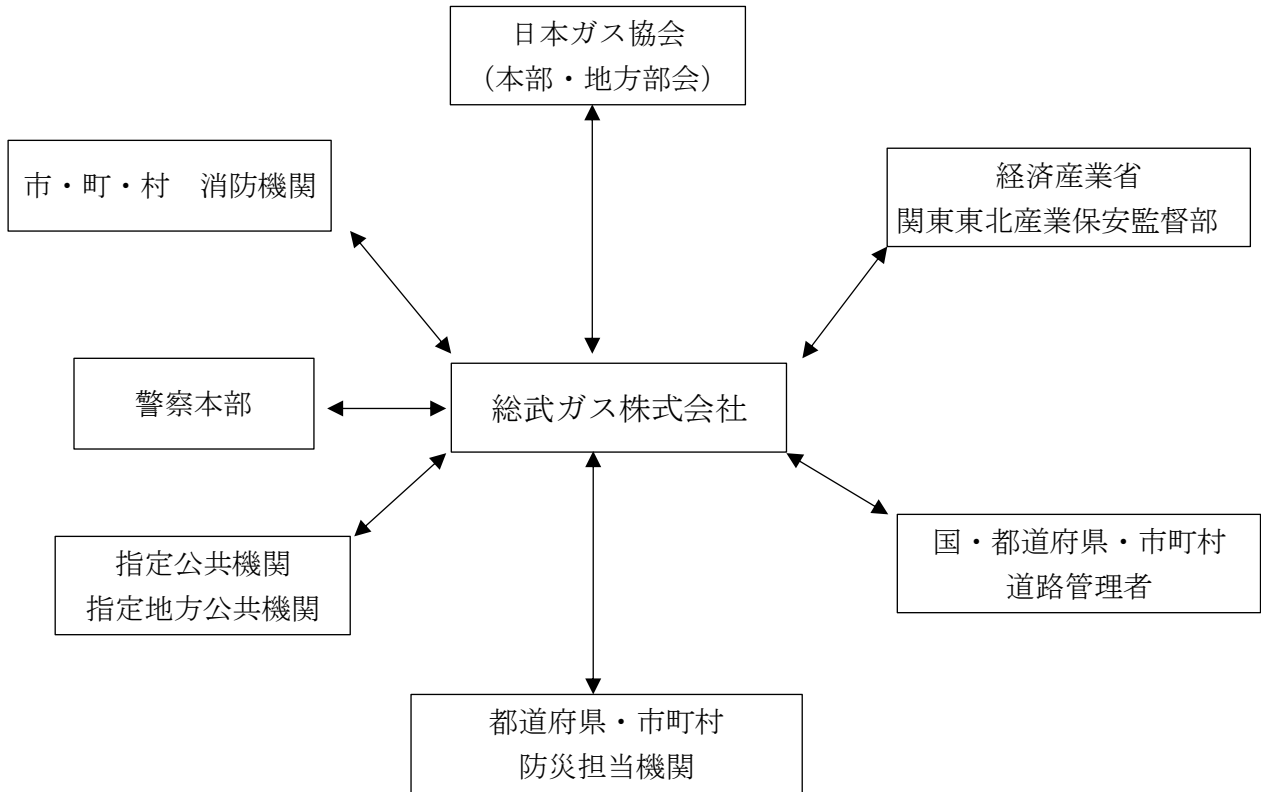 日本ガス協会
（本部・地方部会）
市・町・村　消防機関
経済産業省
関東東北産業保安監督部
警察本部
総武ガス株式会社
指定公共機関
指定地方公共機関
国・都道府県・市町村
道路管理者
都道府県・市町村
防災担当機関